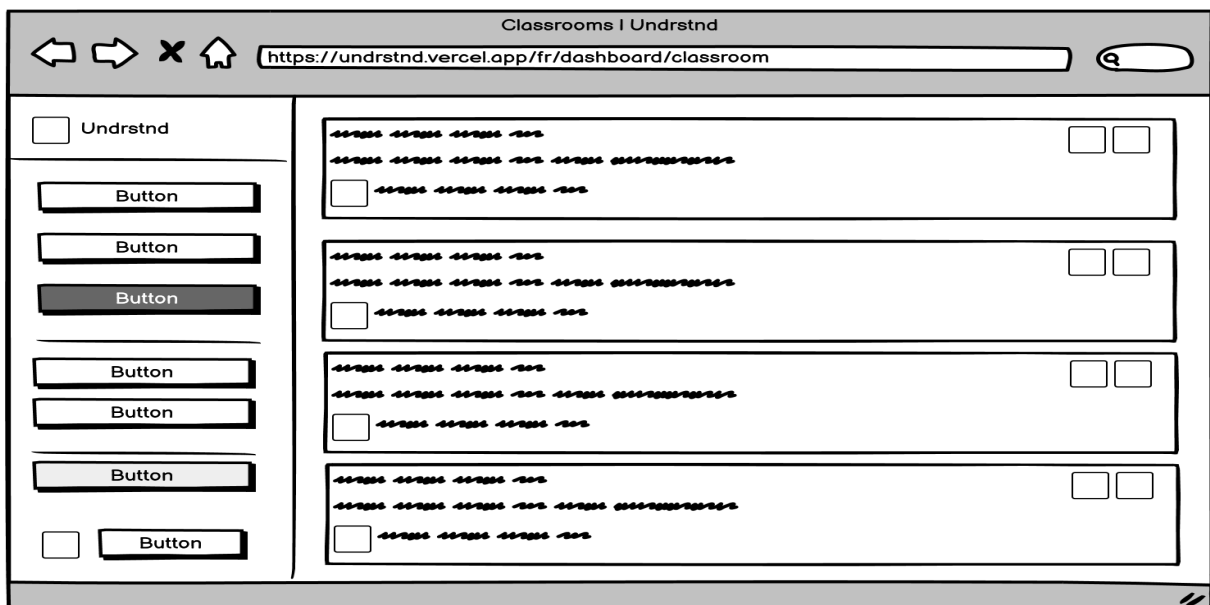 Classrooms | Undrstnd
https://undrstnd.vercel.app/fr/dashboard/classroom
Undrstnd
Button
Button
Button
Button
Button
Button
Button